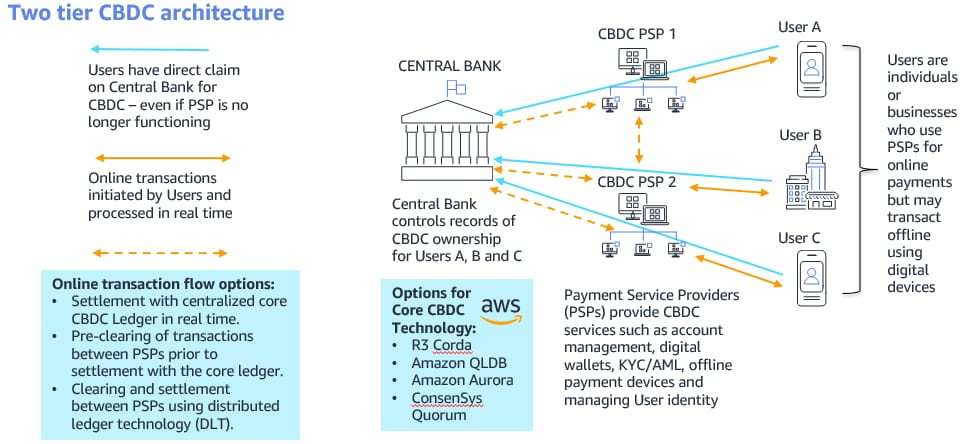 Two tier CBDC architecture
Users have direct claim
on Central Bank for
CBDC – even if PSP is no
longer functioning
Online transactions
initiated by Users and
processed in real time
Online transaction flow options:
• Settlement with centralized core
CBDC Ledger in real time.
• Pre-clearing of transactions
between PSPs prior to
settlement with the core ledger.
• Clearing and settlement
between PSPs using distributed
ledger technology (DLT).
CENTRAL BANK
Central Bank
controls records of
CBDC ownership
for Users A, B and C
Options for
Core CBDC
Technology:
• R3 Corda
• Amazon QLDB
• Amazon Aurora
• ConsenSys
Quorum
aws
CBDC PSP 1
CBDC PSP 2
Payment Service Providers
(PSPs) provide CBDC
services such as account
management, digital
wallets, KYC/AML, offline
payment devices and
managing User identity
User A
User B
User C
Users are
individuals
or
businesses
who use
PSPs for
online
payments
but may
transact
offline
using
digital
devices